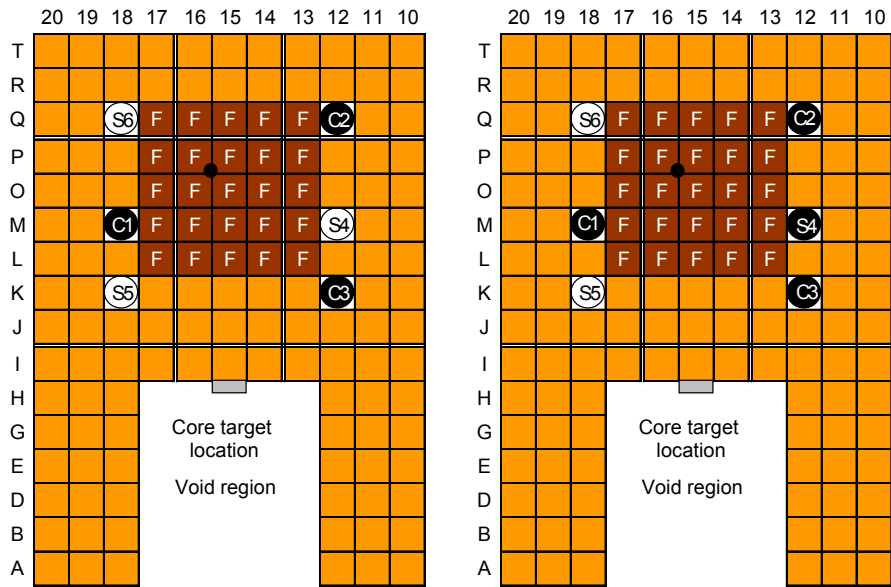 20 19 18 17 16 15 14 13 12 11 10 20 19 18 17 16 15 14 13 12 11 10
T T
R R
Q S6 F F F F F C2 Q S6 F F F F F C2
P F F F F F P F F F F F
O F F F F F O F F F F F
M C1 F F F F F S4 M C1 F F F F F S4
L F F F F F L F F F F F
K S5 C3 K S5 C3
J J
I I
H H
G Core target G Core target
location location
E E
Void region Void region
D D
B B
A A